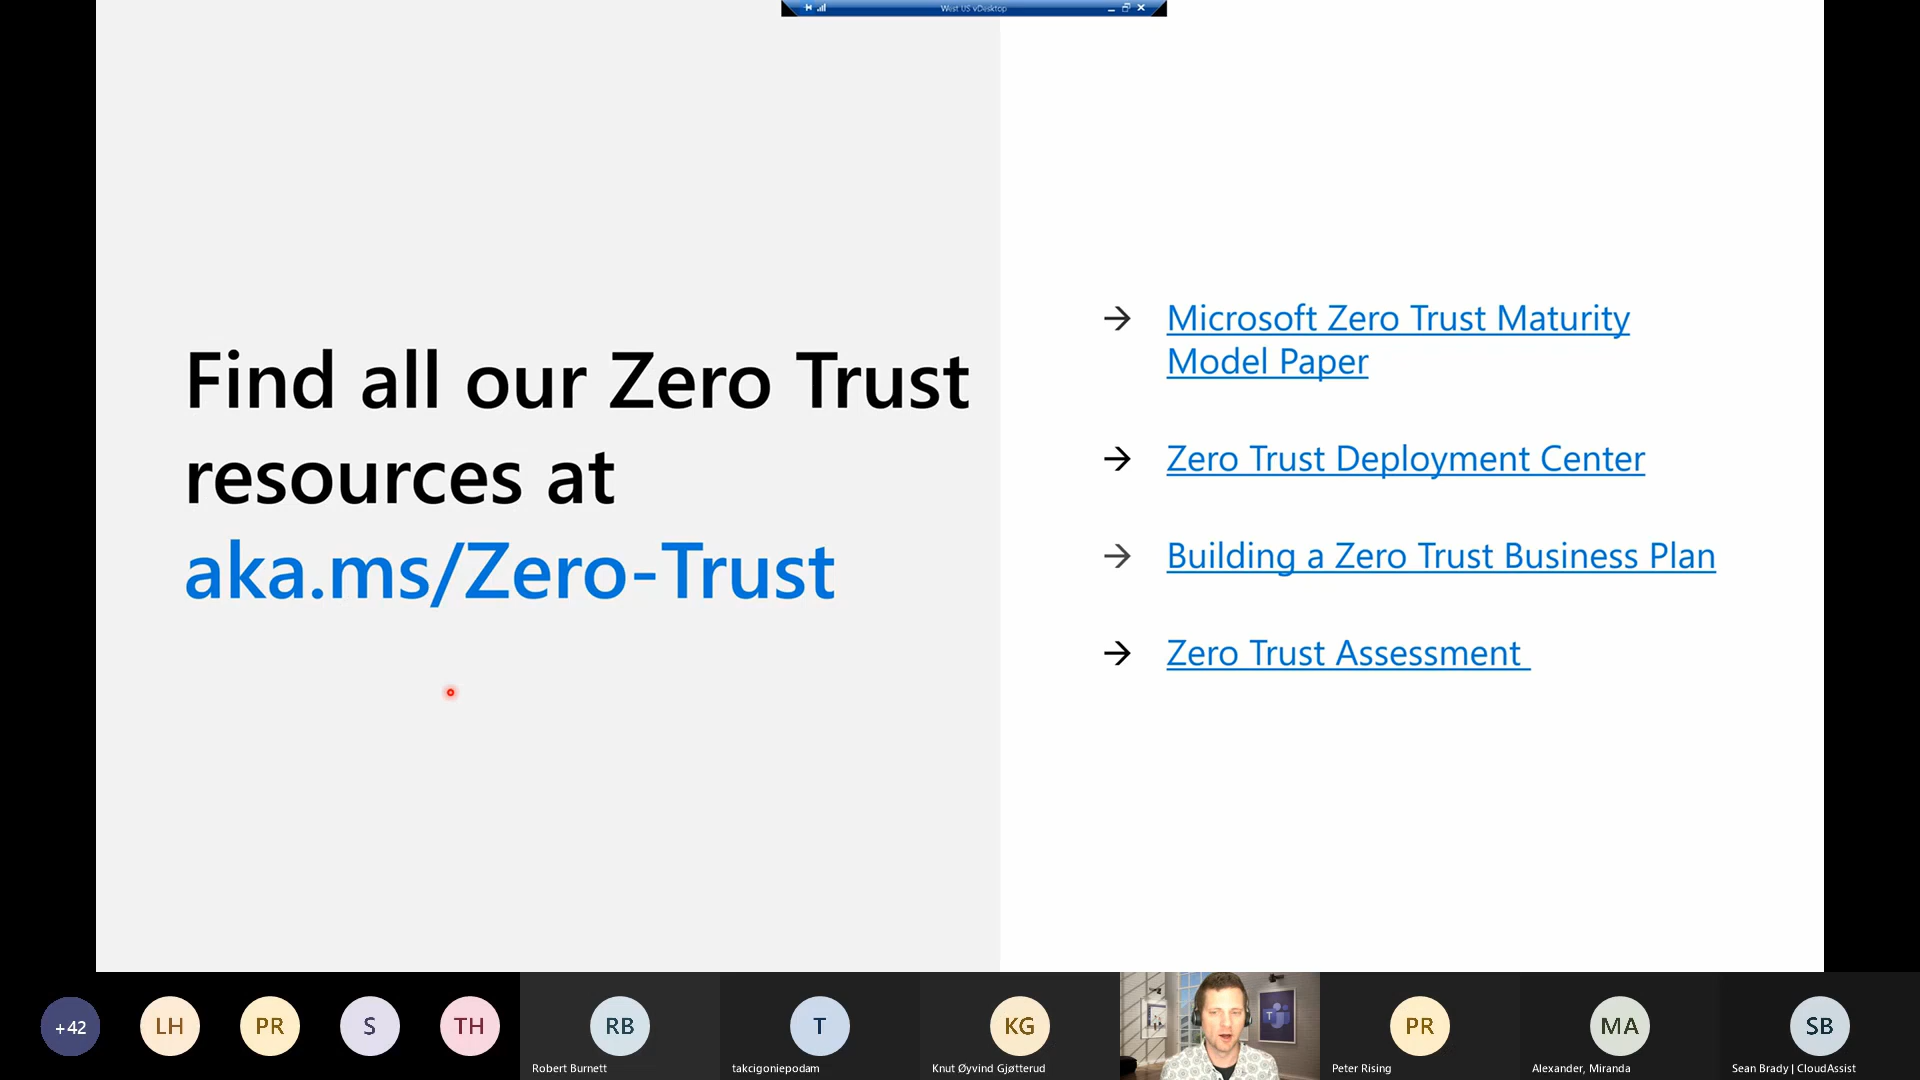 West US vDesktop
Find all our Zero Trust
resources at
aka.ms/Zero-Trust
→ Microsoft Zero Trust Maturity
Model Paper
→ Zero Trust Deployment Center
→ Building a Zero Trust Business Plan
→ Zero Trust Assessment
+42
LH
PR
S
TH
RB
Robert Burnett
T
takcigoniepodam
KG
Knut Øyvind Gjøtterud
PR
Peter Rising
MA
Alexander, Miranda
SB
Sean Brady | CloudAssist